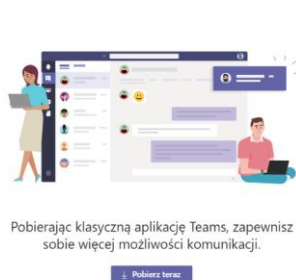 Pobierając klasyczną aplikację Teams, zapewnisz
sobie więcej możliwości komunikacji.
Pobierz teraz